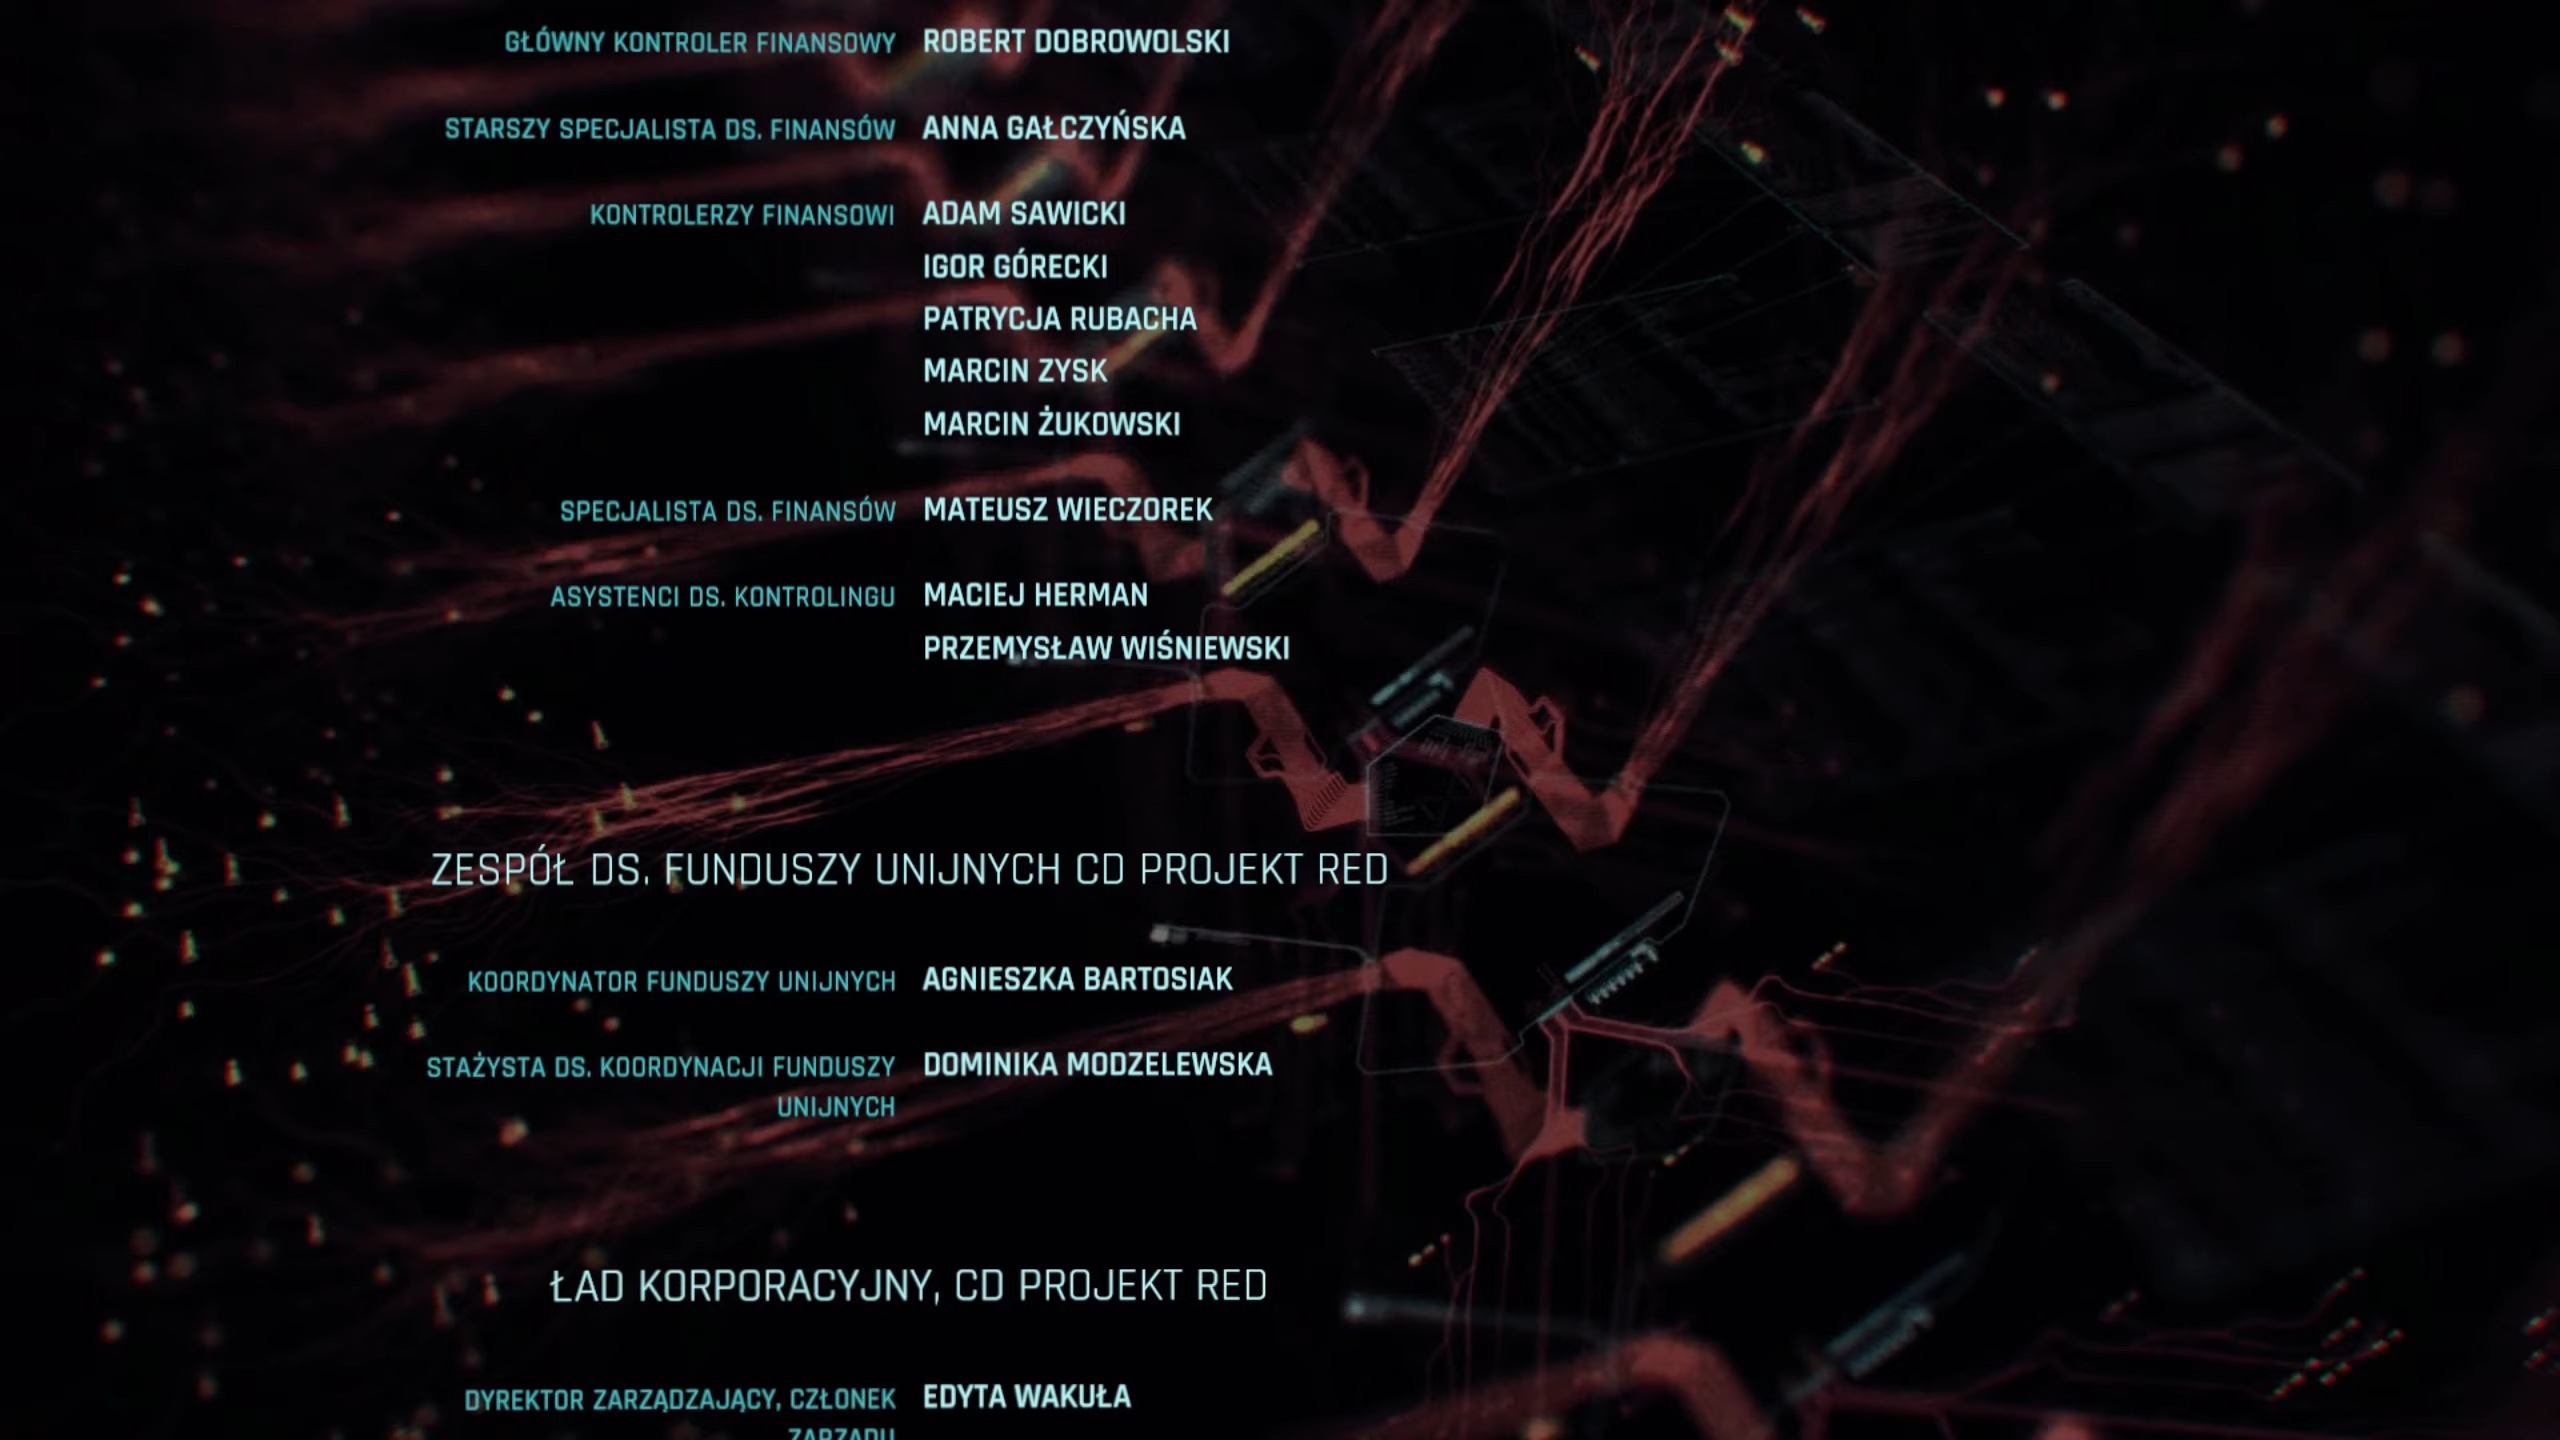 GŁÓWNY KONTROLER FINANSOWY ROBERT DOBROWOLSKI
STARSZY SPECJALISTA DS. FINANSÓW ANNA GAŁCZYŃSKA
KONTROLERZY FINANSOWI ADAM SAWICKI
IGOR GÓRECKI
PATRYCJA RUBACHA
MARCIN ZYSK
MARCIN ŻUKOWSKI
SPECJALISTA DS. FINANSÓW MATEUSZ WIECZOREK
ASYSTENCI DS. KONTROLINGU MACIEJ HERMAN
PRZEMYSŁAW WIŚNIEWSKI
ZESPÓŁ DS. FUNDUSZY UNIJNYCH CD PROJEKT RED
KOORDYNATOR FUNDUSZY UNIJNYCH AGNIESZKA BARTOSIAK
STAŻYSTA DS. KOORDYNACJI FUNDUSZY DOMINIKA MODZELEWSKA
UNIJNYCH
ŁAD KORPORACYJNY, CD PROJEKT RED
DYREKTOR ZARZĄDZAJĄCY, CZŁONEK EDYTA WAKUŁA
ZARZĄDU